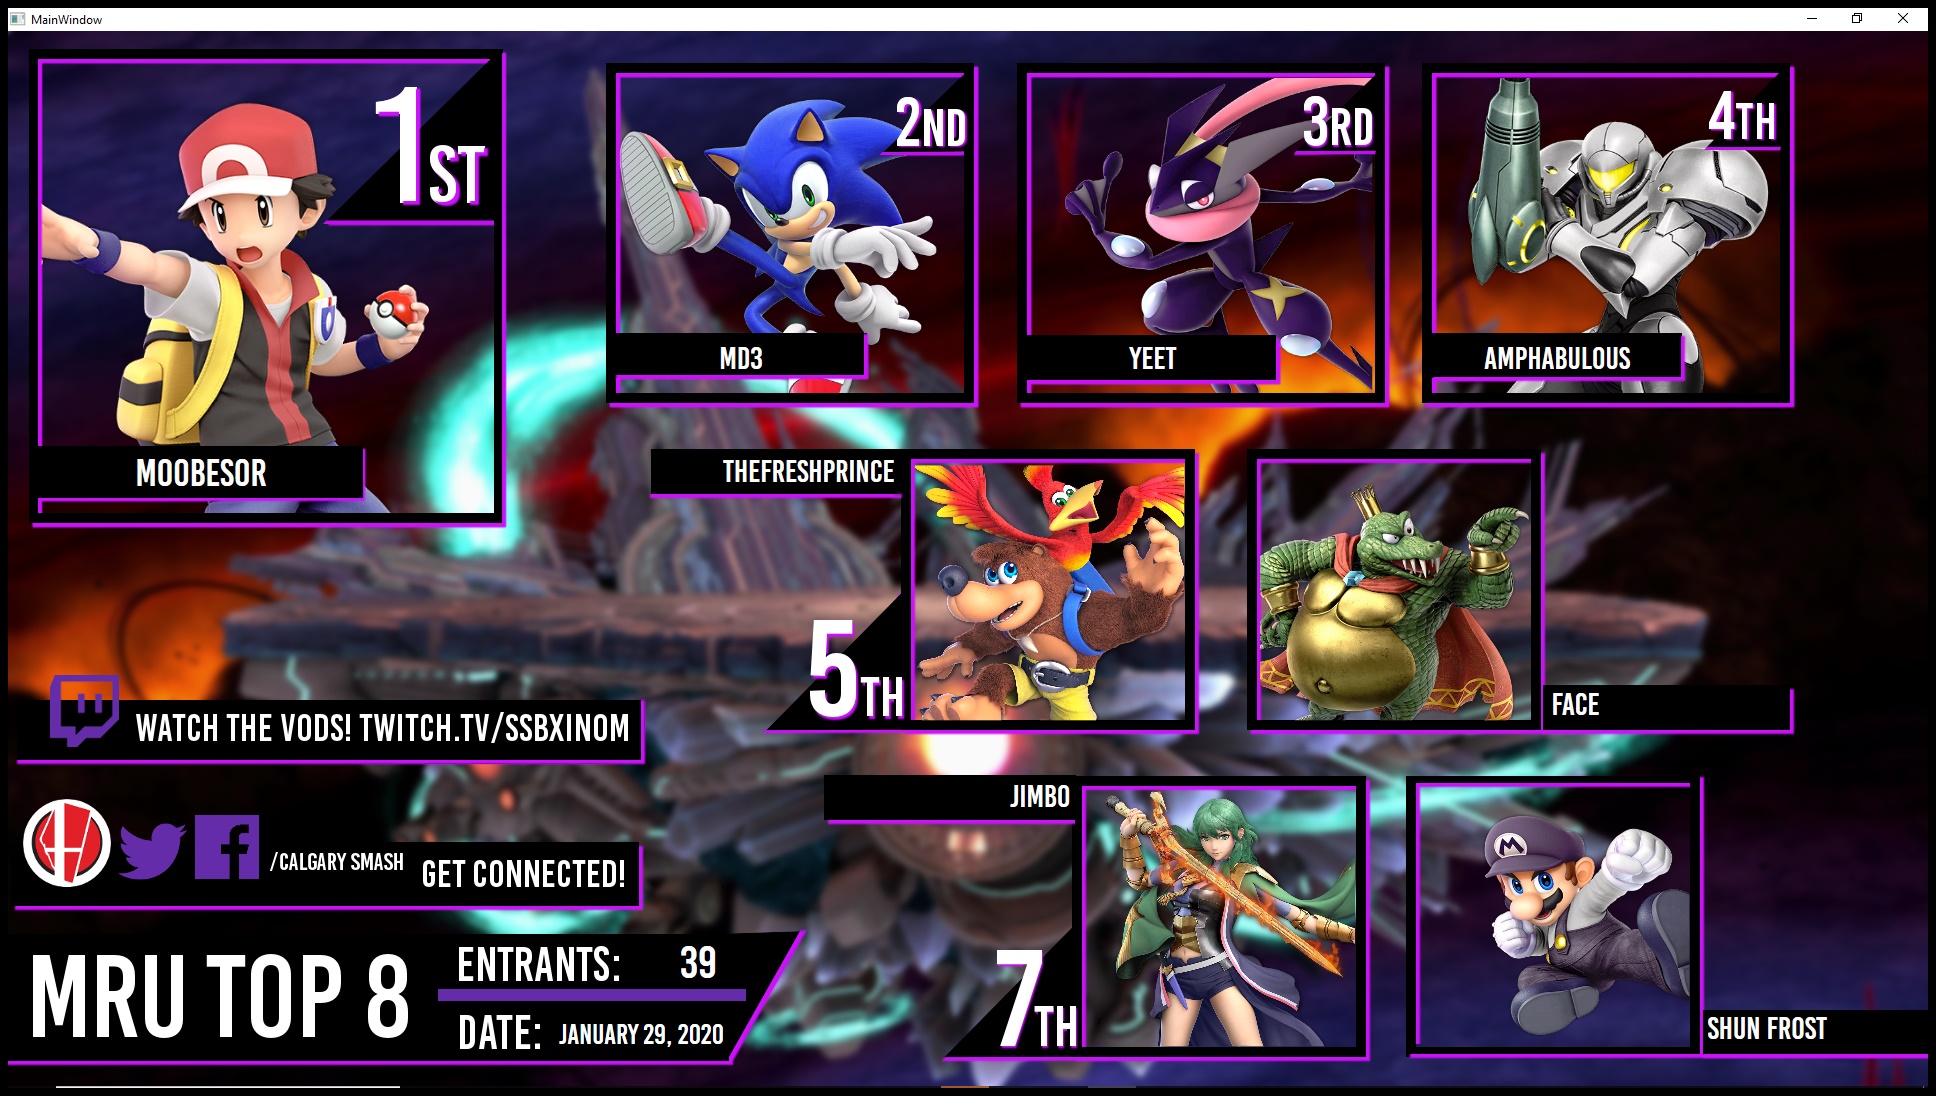 MainWindow
1ST
MOOBESOR
2ND
MD3
3RD
YEET
4TH
AMPHABULOUS
THEFRESHPRINCE
5TH
FACE
WATCH THE VODS! TWITCH.TV/SSBXINOM
/CALGARY SMASH
GET CONNECTED!
JIMBO
7TH
M
SHUN FROST
MRU TOP 8
ENTRANTS: 39
DATE: JANUARY 29, 2020